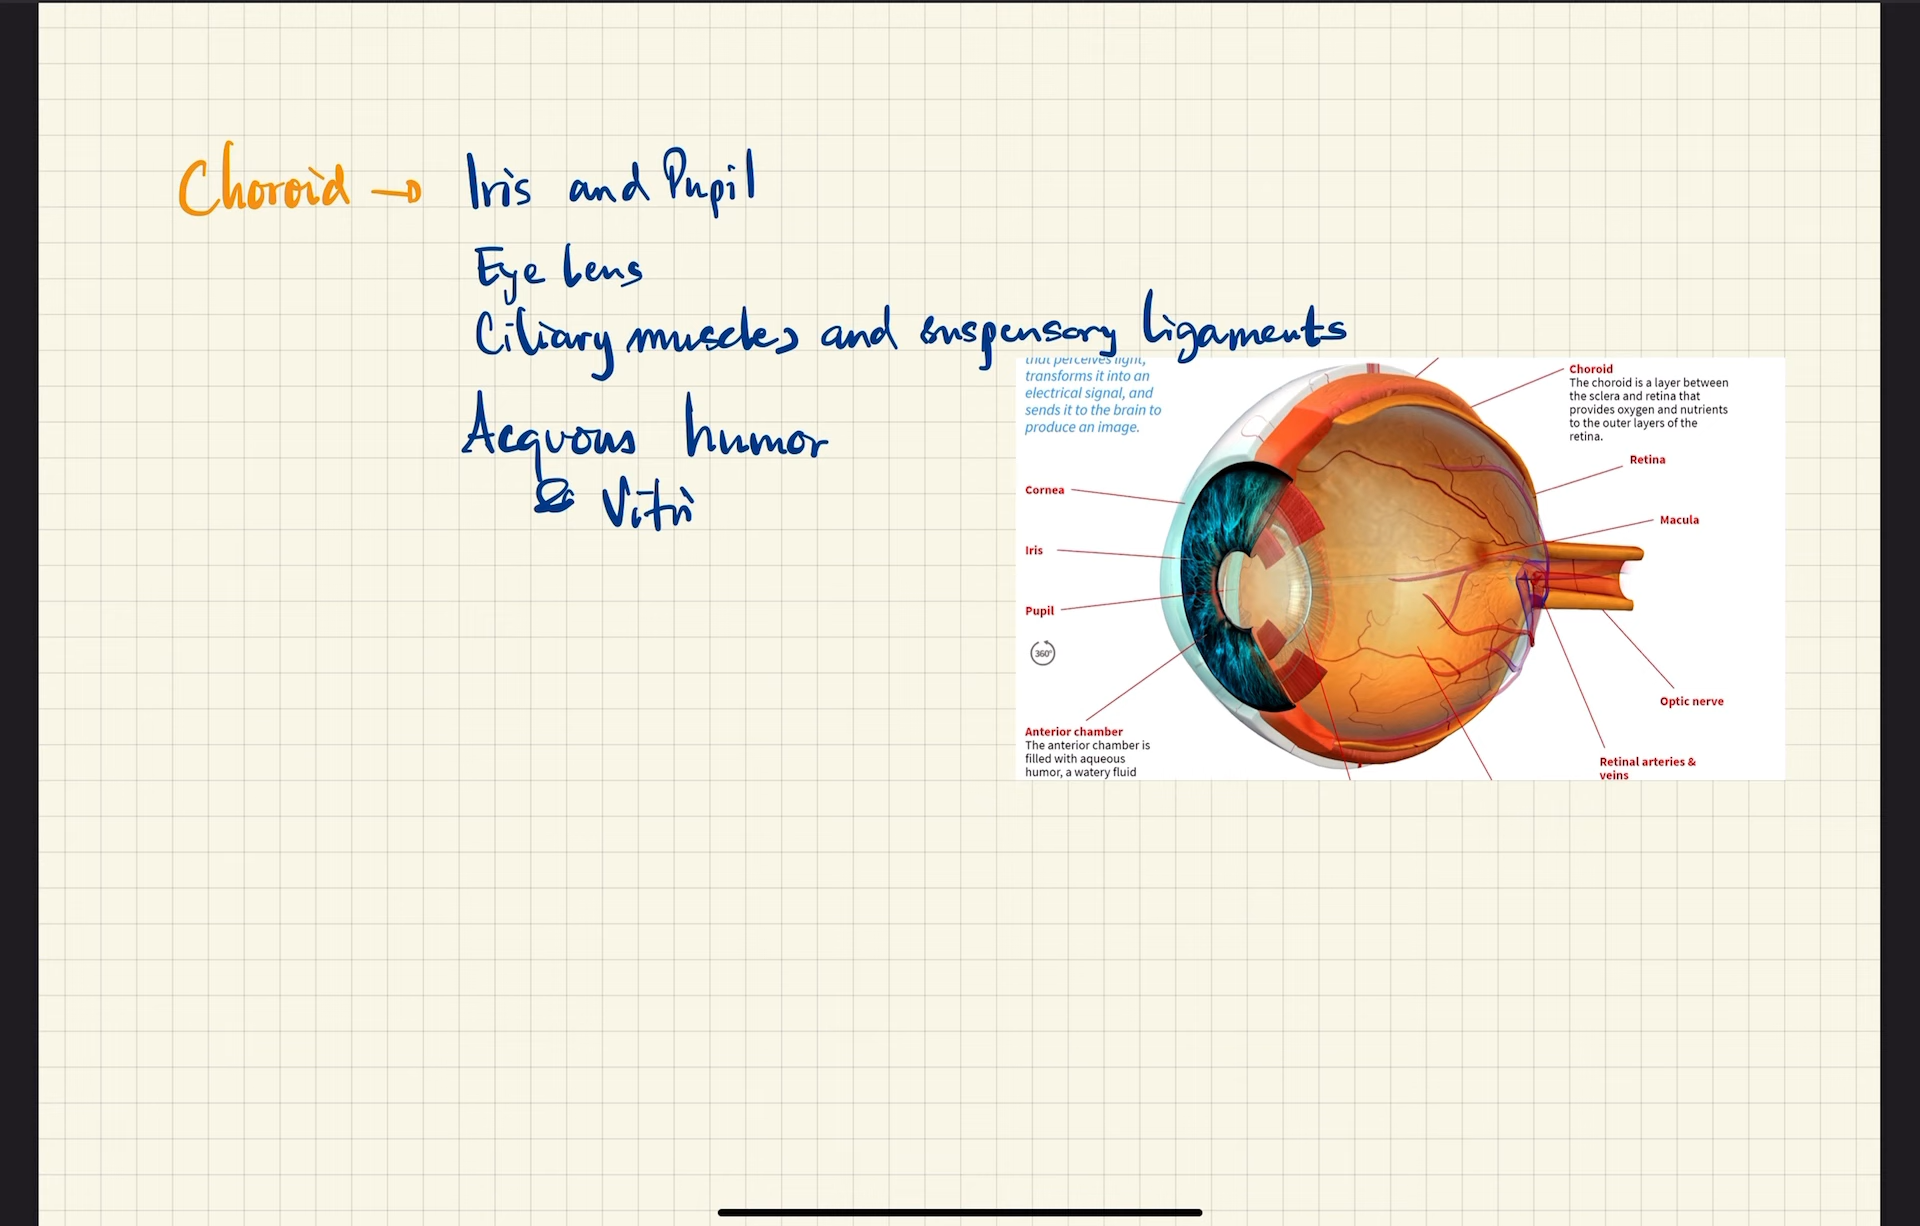 Choroid → Iris and Pupil
Eye lens
Ciliary muscles and suspensory ligaments
Acquous humor
& Vitri
that perceives light,
transforms it into an
electrical signal, and
sends it to the brain to
produce an image.
Cornea
Iris
Pupil
360°
Anterior chamber
The anterior chamber is
filled with aqueous
humor, a watery fluid
Choroid
The choroid is a layer between
the sclera and retina that
provides oxygen and nutrients
to the outer layers of the
retina.
Retina
Macula
Optic nerve
Retinal arteries &
veins